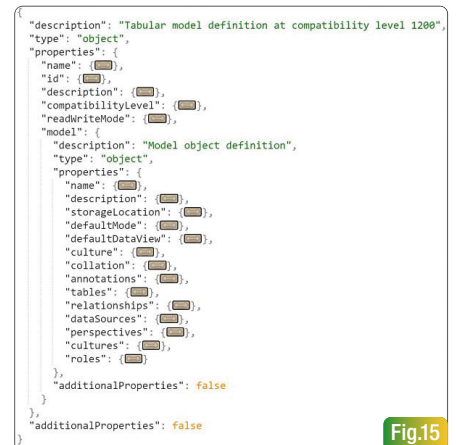 {
"description": "Tabular model definition at compatibility level 1200",
"type": "object",
"properties": {
"name": {},
"id": {},
"description": {},
"compatibilityLevel": {},
"readWriteMode": {},
"model": {
"description": "Model object definition",
"type": "object",
"properties": {
"name": {},
"description": {},
"storageLocation": {},
"defaultMode": {},
"defaultDataView": {},
"culture": {},
"collation": {},
"annotations": {},
"tables": {},
"relationships": {},
"dataSources": {},
"perspectives": {},
"cultures": {},
"roles": {}
},
"additionalProperties": false
}
},
"additionalProperties": false
}
Fig.15